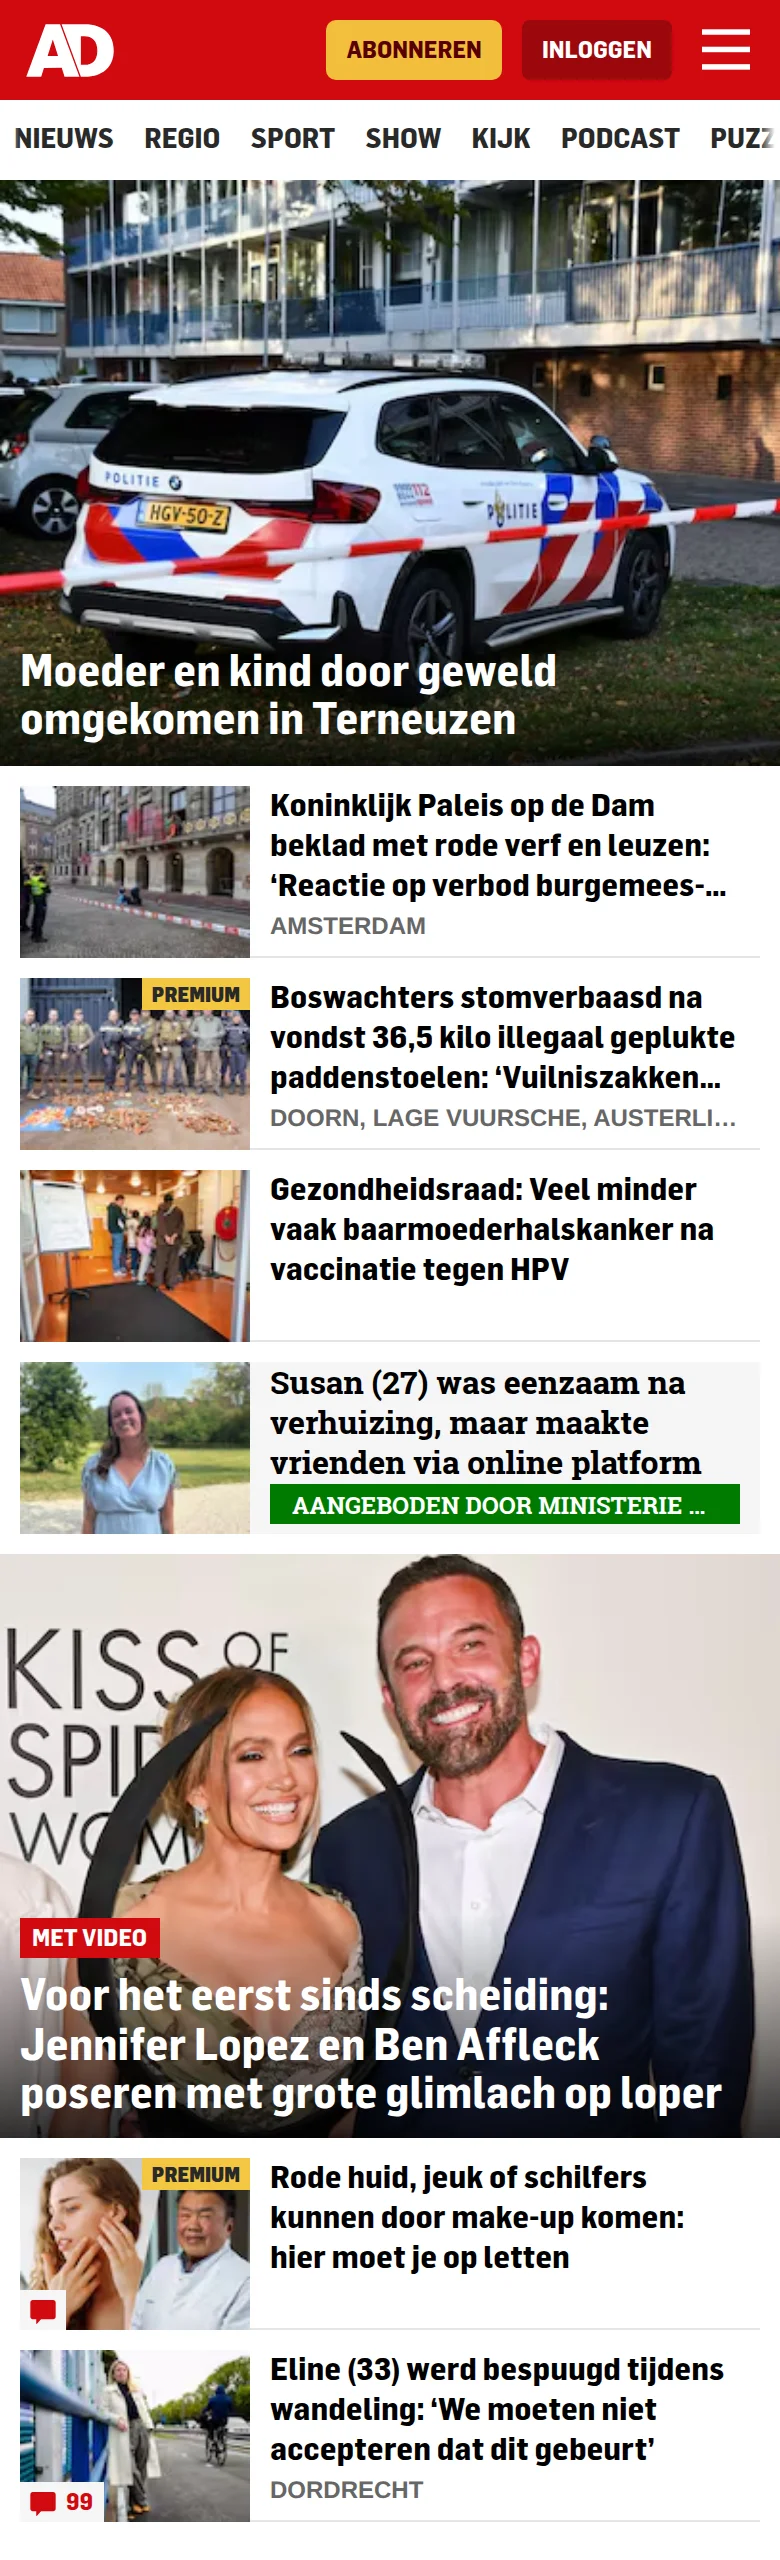 AD
ABONNEREN
INLOGGEN
NIEUWS REGIO SPORT SHOW KIJK PODCAST PUZZ
POLITIE
HGV-50-Z
112
POLITIE
Moeder en kind door geweld
omgekomen in Terneuzen
Koninklijk Paleis op de Dam
beklad met rode verf en leuzen:
‘Reactie op verbod burgemees-...
AMSTERDAM
PREMIUM
Boswachters stomverbaasd na
vondst 36,5 kilo illegaal geplukte
paddenstoelen: ‘Vuilniszakken...
DOORN, LAGE VUURSCHE, AUSTERLI...
Gezondheidsraad: Veel minder
vaak baarmoederhalskanker na
vaccinatie tegen HPV
Susan (27) was eenzaam na
verhuizing, maar maakte
vrienden via online platform
AANGEBODEN DOOR MINISTERIE ...
KISS OF
SPI
WOM
MET VIDEO
Voor het eerst sinds scheiding:
Jennifer Lopez en Ben Affleck
poseren met grote glimlach op loper
PREMIUM
Rode huid, jeuk of schilfers
kunnen door make-up komen:
hier moet je op letten
Eline (33) werd bespuugd tijdens
wandeling: ‘We moeten niet
accepteren dat dit gebeurt’
DORDRECHT
99